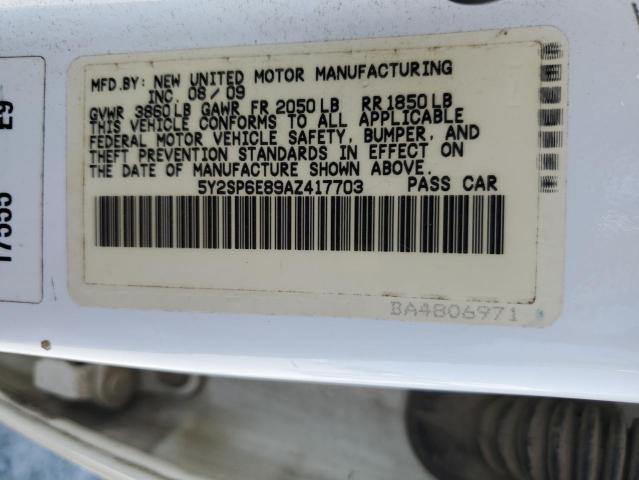 MFD.BY: NEW UNITED MOTOR MANUFACTURING
INC. 08/09
GVWR 3860LB GAWR FR 2050LB RR1850LB
THIS VEHICLE CONFORMS TO ALL APPLICABLE
FEDERAL MOTOR VEHICLE SAFETY, BUMPER, AND
THEFT PREVENTION STANDARDS IN EFFECT ON
THE DATE OF MANUFACTURE SHOWN ABOVE.
5Y2SP6E89AZ417703 PASS CAR
BA4806971
E9